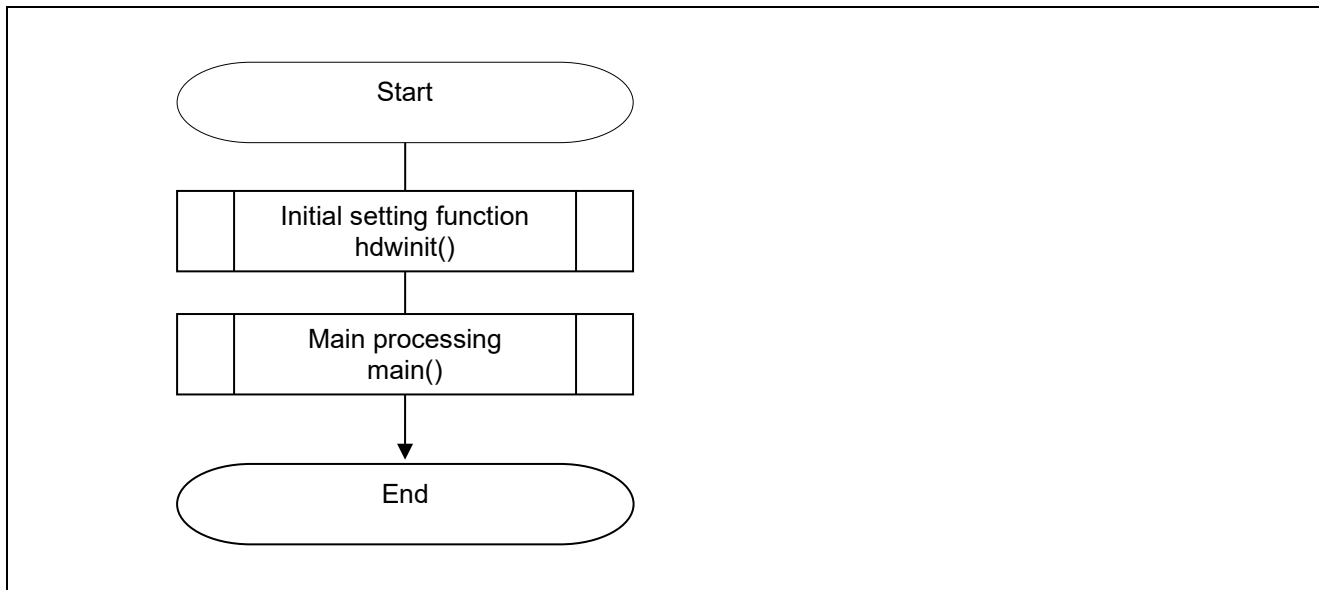 Start
Initial setting function
hdwinit()
Main processing
main()
End